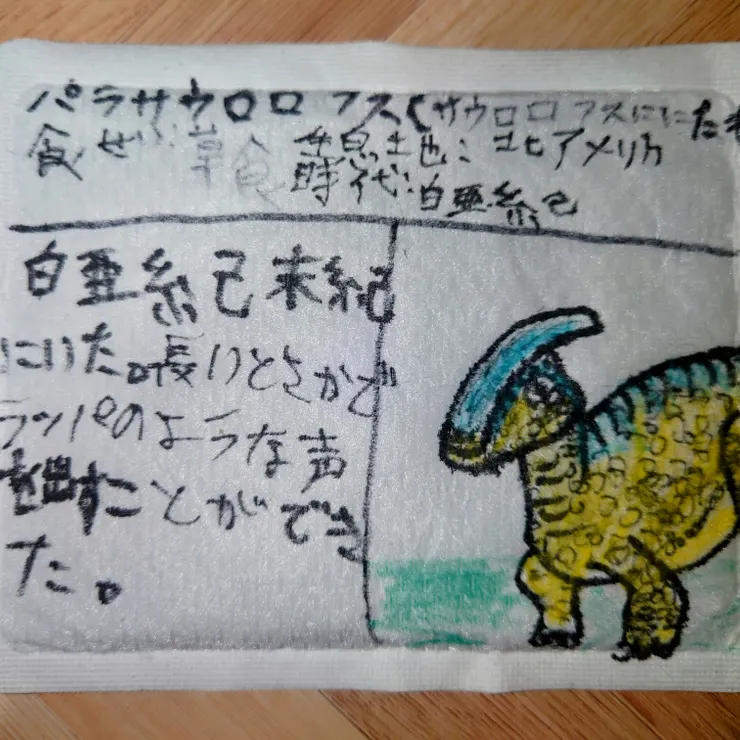 パラサウロロフス(サウロロフスににた
食せい:草食 生息地:北アメリカ
時代:白亜紀
白亜紀末紀
にいた。長いとさかで
ラッパのような声
を出すことができ
た。